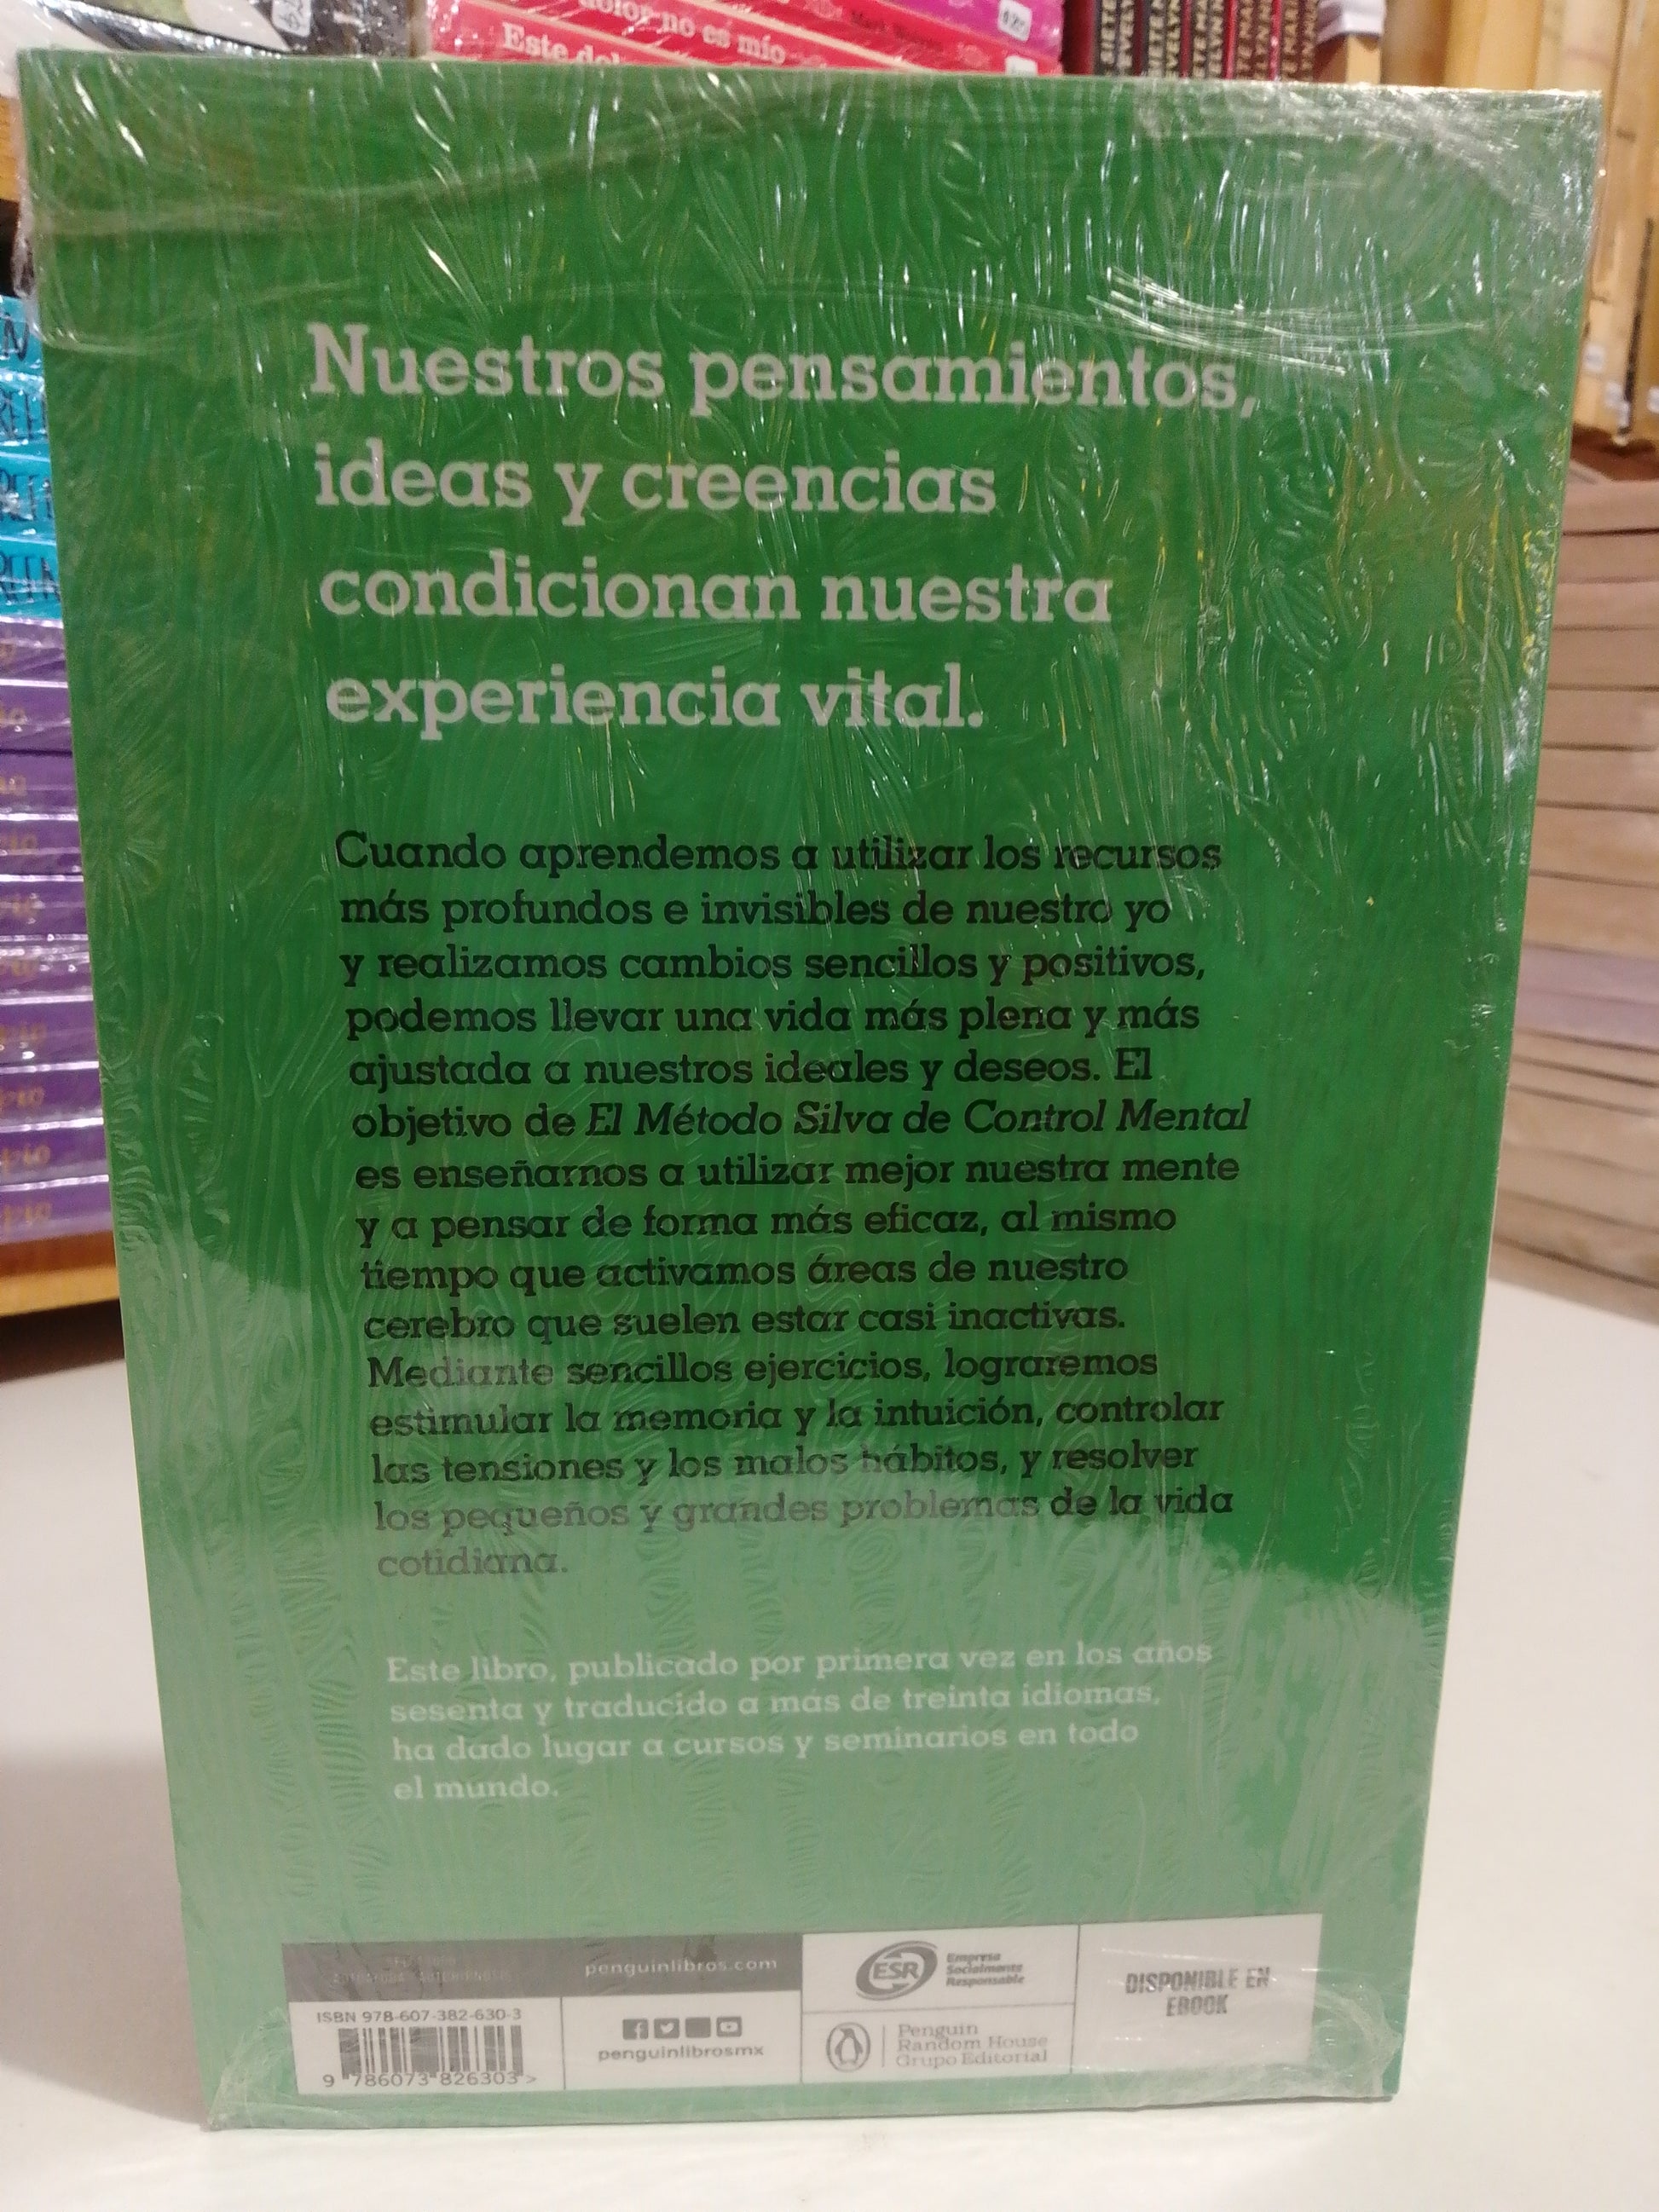 dolor no es mío
Este
Nuestros pensamientos,
ideas y creencias
condicionan nuestra
experiencia vital.
Cuando aprendemos a utilizar los recursos
más profundos e invisibles de nuestro yo
y realizamos cambios sencillos y positivos,
podemos llevar una vida más plena y más
ajustada a nuestros ideales y deseos. El
objetivo de El Método Silva de Control Mental
es enseñarnos a utilizar mejor nuestra mente
y a pensar de forma más eficaz, al mismo
tiempo que activamos áreas de nuestro
cerebro que suelen estar casi inactivas.
Mediante sencillos ejercicios, lograremos
estimular la memoria y la intuición, controlar
las tensiones y los malos hábitos, y resolver
los pequeños y grandes problemas de la vida
cotidiana.
Este libro, publicado por primera vez en los años
sesenta y traducido a más de treinta idiomas,
ha dado lugar a cursos y seminarios en todo
el mundo.
penguinlibros.com
ISBN 978-607-382-630-3
9 786073 826303 >
penguinlibrosmx
ESR
Empresa
Socialmente
Responsable
Penguin
Random House
Grupo Editorial
DISPONIBLE EN
EBOOK